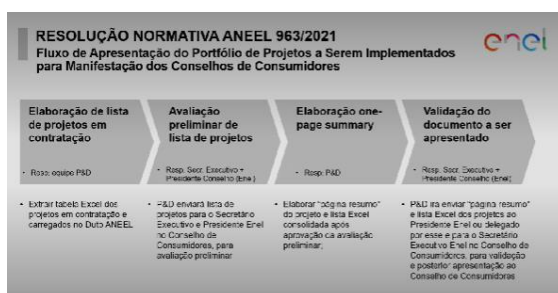 RESOLUÇÃO NORMATIVA ANEEL 963/2021
enel
Fluxo de Apresentação do Portfólio de Projetos a Serem Implementados
para Manifestação dos Conselhos de Consumidores
Elaboração de lista
de projetos em
contratação
• Resp. equipe P&D
Avaliação
preliminar de
lista de projetos
• Resp. Secr. Executivo +
Presidente Conselho (Enel)
Elaboração one-
page summary
• Resp. P&D
Validação do
documento a ser
apresentado
• Resp. Secr. Executivo +
Presidente Conselho (Enel)
• Extrair tabela Excel dos
projetos em contratação e
carregados no Duto ANEEL
• P&D enviará lista de
projetos para o Secretário
Executivo e Presidente Enel
no Conselho de
Consumidores, para
avaliação preliminar
• Elaborar "página resumo"
do projeto e lista Excel
consolidada após
aprovação da avaliação
preliminar;
• P&D irá enviar "página resumo"
e lista Excel dos projetos ao
Presidente Enel ou delegado
por esse e para o Secretário
Executivo Enel no Conselho de
Consumidores, para validação
e posterior apresentação ao
Conselho de Consumidores